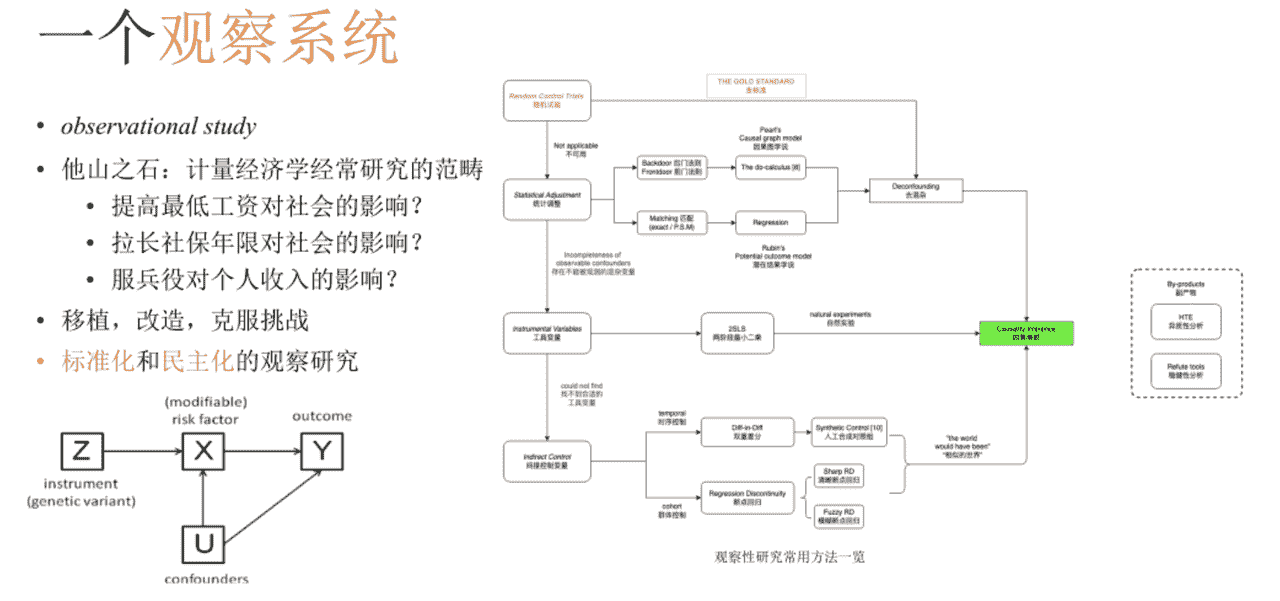 一个观察系统
• observational study
• 他山之石：计量经济学经常研究的范畴
• 提高最低工资对社会的影响？
• 拉长社保年限对社会的影响？
• 服兵役对个人收入的影响？
• 移植，改造，克服挑战
• 标准化和民主化的观察研究
(modifiable)
risk factor
outcome
Z
X
Y
instrument
(genetic variant)
U
confounders
THE GOLD STANDARD
金标准
Random Control Trials
随机试验
Not applicable
不可用
Pearl's
Causal graph model
因果图学说
Backdoor 后门法则
Frontdoor 前门法则
The do-calculus [6]
Statistical Adjustment
统计调整
Deconfounding
去混杂
Matching 匹配
(exact / P.S.M)
Regression
Rubin's
Potential outcome model
潜在结果学说
Incompleteness of
observable confounders
存在不能被观测的混杂变量
Instrumental Variables
工具变量
2SLS
两阶段最小二乘
natural experiments
自然实验
could not find
找不到合适的
工具变量
temporal
时序控制
Diff-in-Diff
双重差分
Synthetic Control [10]
人工合成对照组
"the world
would have been"
"相似的世界"
Indirect Control
间接控制变量
Sharp RD
清晰断点回归
Regression Discontinuity
断点回归
cohort
群体控制
Fuzzy RD
模糊断点回归
By-products
副产物
HTE
异质性分析
Refute tools
稳健性分析
观察性研究常用方法一览